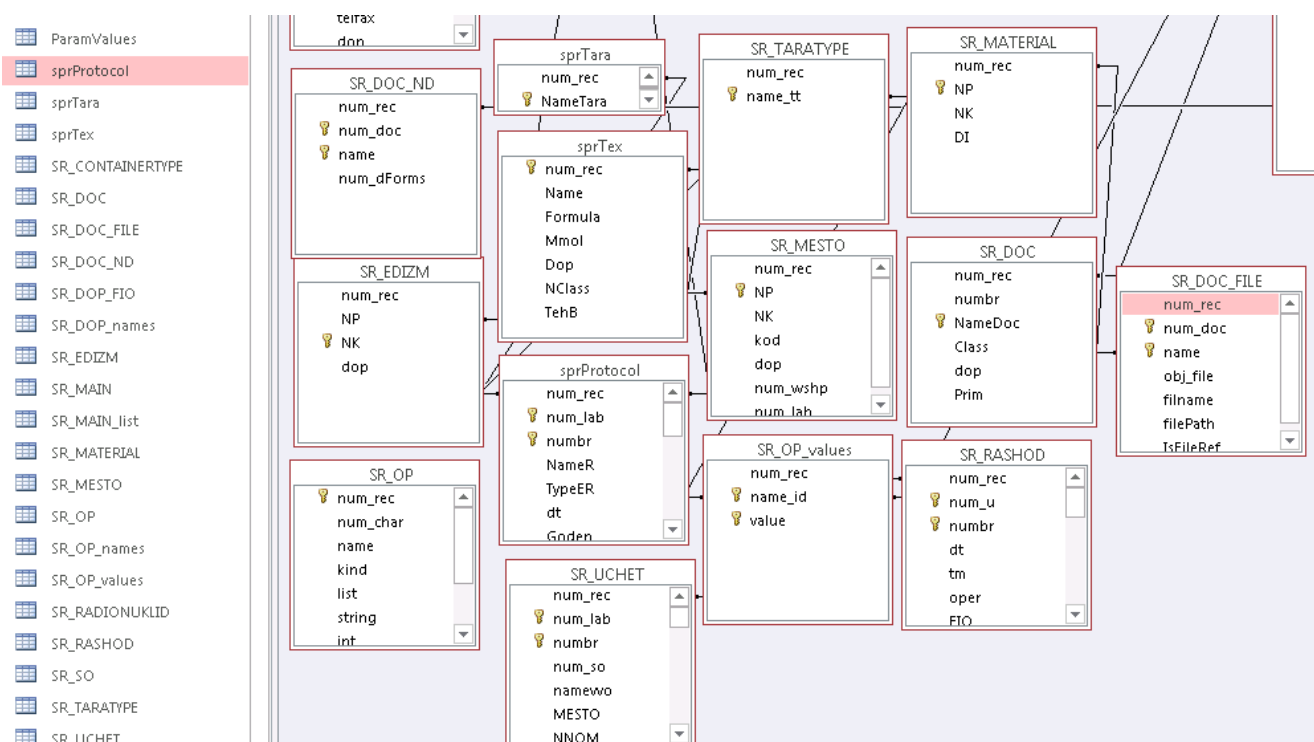 ParamValues
sprProtocol
sprTara
sprTex
SR_CONTAINERTYPE
SR_DOC
SR_DOC_FILE
SR_DOC_ND
SR_DOP_FIO
SR_DOP_names
SR_EDIZM
SR_MAIN
SR_MAIN_list
SR_MATERIAL
SR_MESTO
SR_OP
SR_OP_names
SR_OP_values
SR_RADIONUKLID
SR_RASHOD
SR_SO
SR_TARATYPE
SR_UCHET
telfax
dop
SR_DOC_ND
num_rec
num_doc
name
num_dForms
SR_EDIZM
num_rec
NP
NK
dop
SR_OP
num_rec
num_char
name
kind
list
string
int
sprTara
num_rec
NameTara
sprTex
num_rec
Name
Formula
Mmol
Dop
NClass
TehB
sprProtocol
num_rec
num_lab
numbr
NameR
TypeER
dt
Goden
SR_UCHET
num_rec
num_lab
numbr
num_so
namewo
MESTO
NNOM
SR_TARATYPE
num_rec
name_tt
SR_MESTO
num_rec
NP
NK
kod
dop
num_wshp
num_lab
SR_OP_values
num_rec
name_id
value
SR_MATERIAL
num_rec
NP
NK
DI
SR_DOC
num_rec
numbr
NameDoc
Class
dop
Prim
SR_RASHOD
num_rec
num_u
numbr
dt
tm
oper
FIO
SR_DOC_FILE
num_rec
num_doc
name
obj_file
filname
filePath
IsFileRef